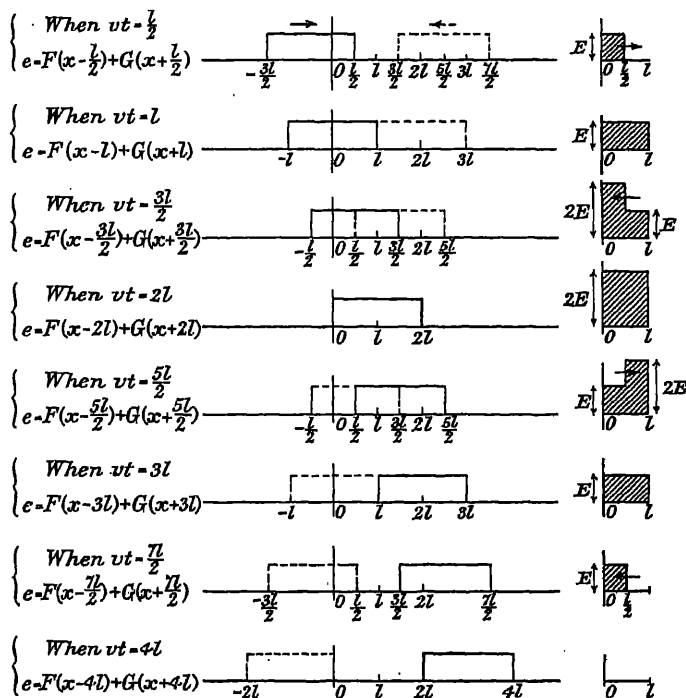 When vt = l/2
e = F(x - l/2) + G(x + l/2)
-3l/2 0 l/2 l 3l/2 2l 5l/2 3l 7l/2
E 0 l/2 l
When vt = l
e = F(x - l) + G(x + l)
-l 0 l 2l 3l
E 0 l
When vt = 3l/2
e = F(x - 3l/2) + G(x + 3l/2)
-l/2 0 l/2 l 3l/2 2l 5l/2
2E E 0 l
When vt = 2l
e = F(x - 2l) + G(x + 2l)
0 l 2l
2E 0 l
When vt = 5l/2
e = F(x - 5l/2) + G(x + 5l/2)
-l/2 0 l/2 l 3l/2 2l 5l/2
E 2E 0 l
When vt = 3l
e = F(x - 3l) + G(x + 3l)
-l 0 l 2l 3l
E 0 l
When vt = 7l/2
e = F(x - 7l/2) + G(x + 7l/2)
-3l/2 0 l/2 l 3l/2 2l 7l/2
E 0 l/2 l
When vt = 4l
e = F(x - 4l) + G(x + 4l)
-2l 0 l 2l 4l
0 l